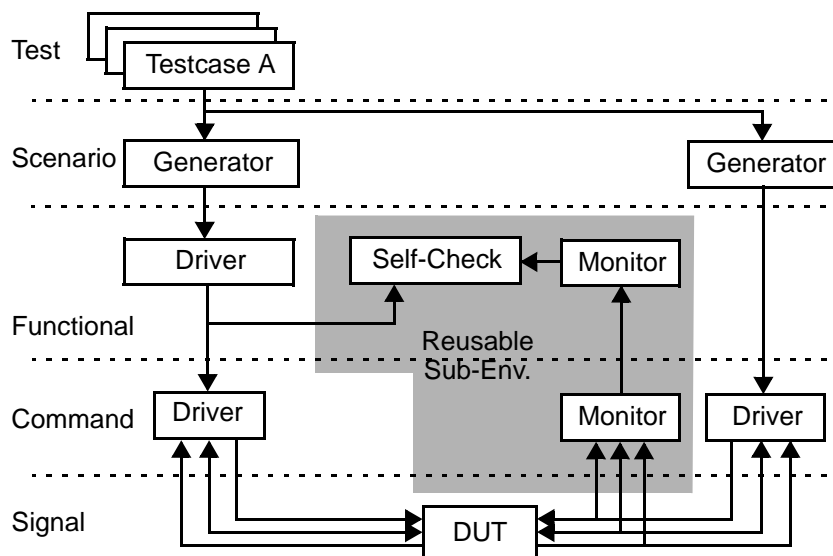 Test
Testcase A
Scenario
Generator
Generator
Driver
Self-Check
Monitor
Functional
Reusable
Sub-Env.
Command
Driver
Monitor
Driver
Signal
DUT